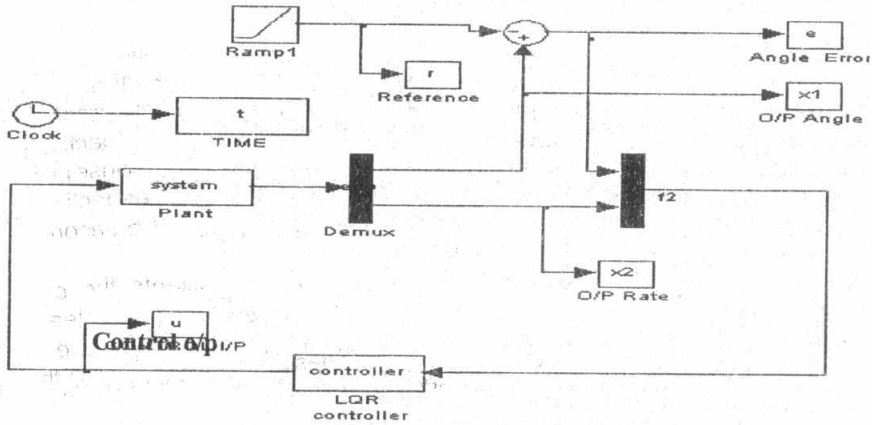 Ramp1
r
Reference
-
+
e
Angle Error
x1
O/P Angle
Clock
t
TIME
system
Plant
Demux
f2
x2
O/P Rate
u
Control o/p
I/P
controller
LQR
controller